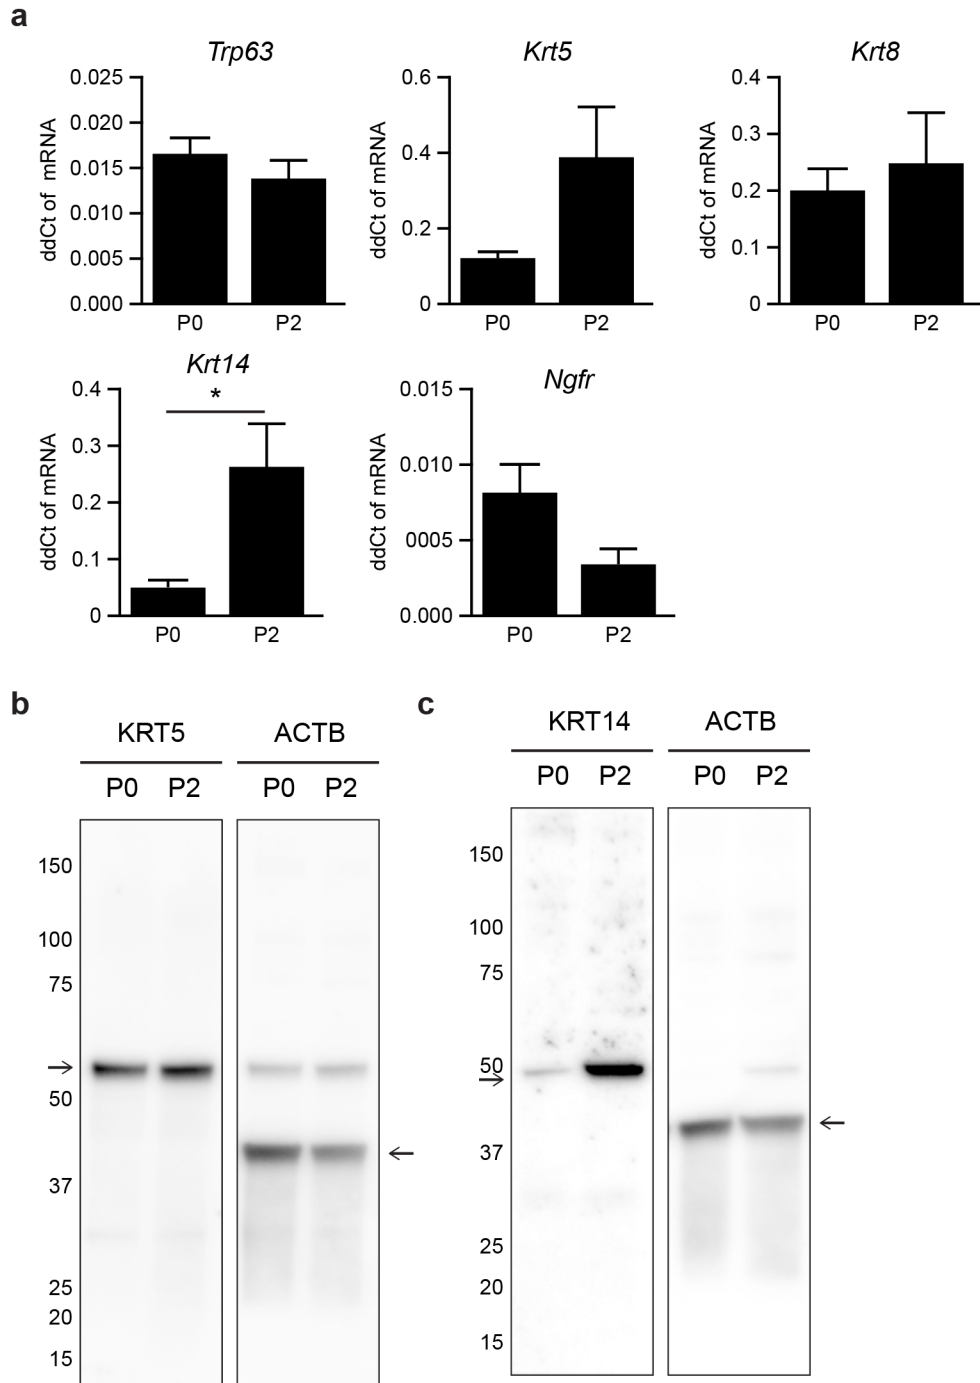 a
Trp63
Krt5
Krt8
ddCt of mRNA
0.025
0.020
0.015
0.010
0.005
0.000
P0 P2
ddCt of mRNA
0.6
0.4
0.2
0
P0 P2
ddCt of mRNA
0.4
0.3
0.2
0.1
0
P0 P2
Krt14
*
ddCt of mRNA
0.4
0.3
0.2
0.1
0
P0 P2
Ngfr
ddCt of mRNA
0.015
0.010
0005
0.000
P0 P2
b
KRT5 ACTB
P0 P2 P0 P2
150
100
75
50
37
25
20
15
c
KRT14 ACTB
P0 P2 P0 P2
150
100
75
50
37
25
20
15